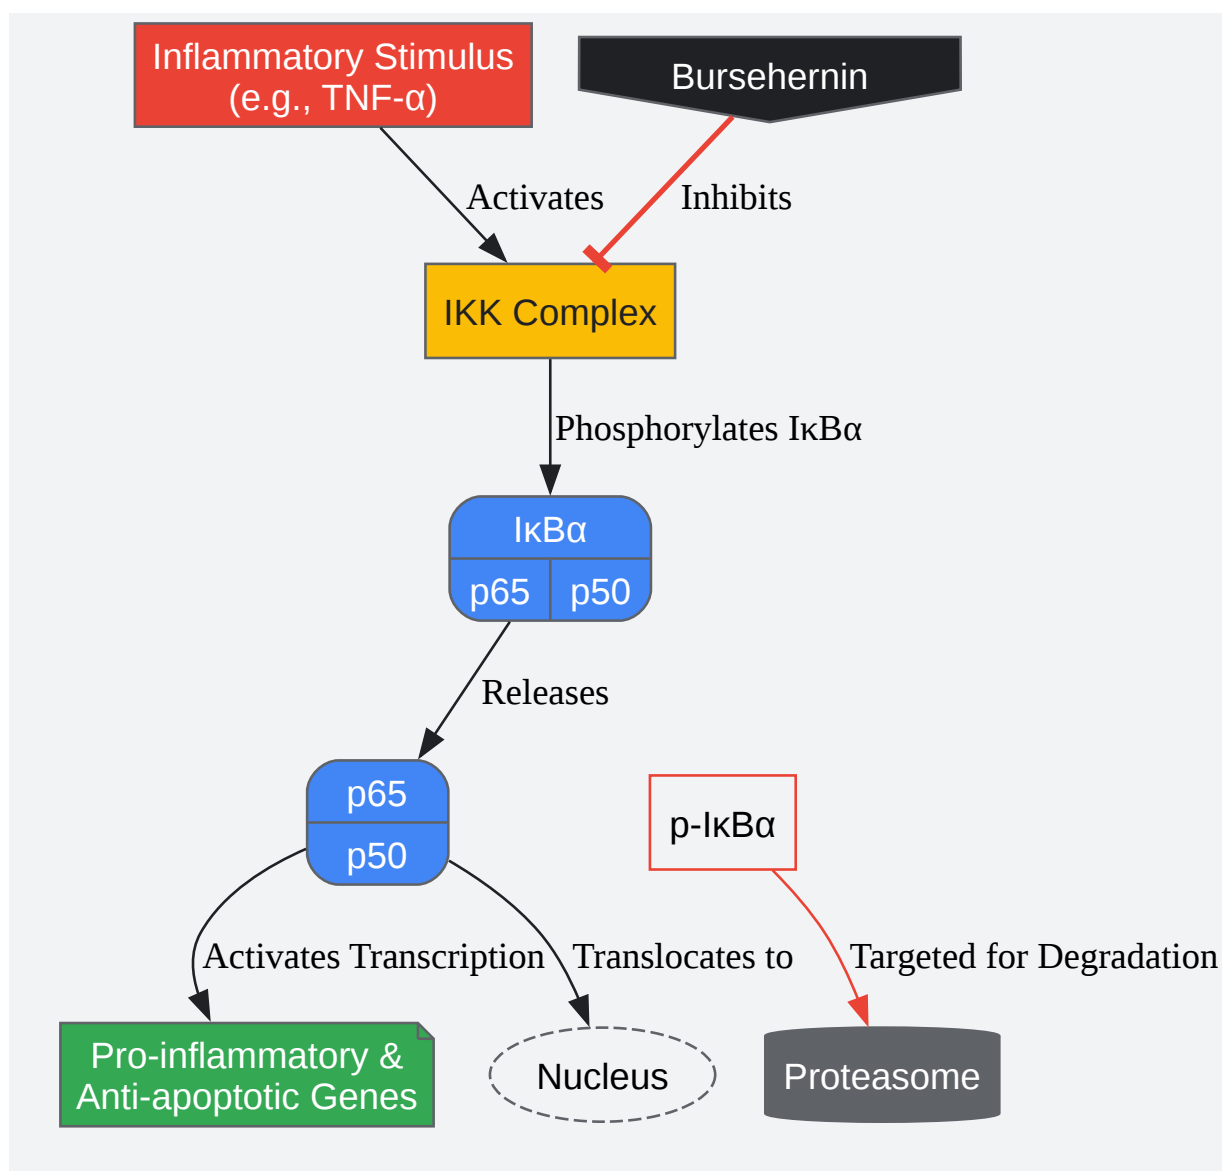 Inflammatory Stimulus
(e.g., TNF-α)
Bursehernin
Activates
Inhibits
IKK Complex
Phosphorylates IκBα
IκBα
p65
p50
Releases
p65
p50
p-IκBα
Activates Transcription
Translocates to
Targeted for Degradation
Pro-inflammatory &
Anti-apoptotic Genes
Nucleus
Proteasome